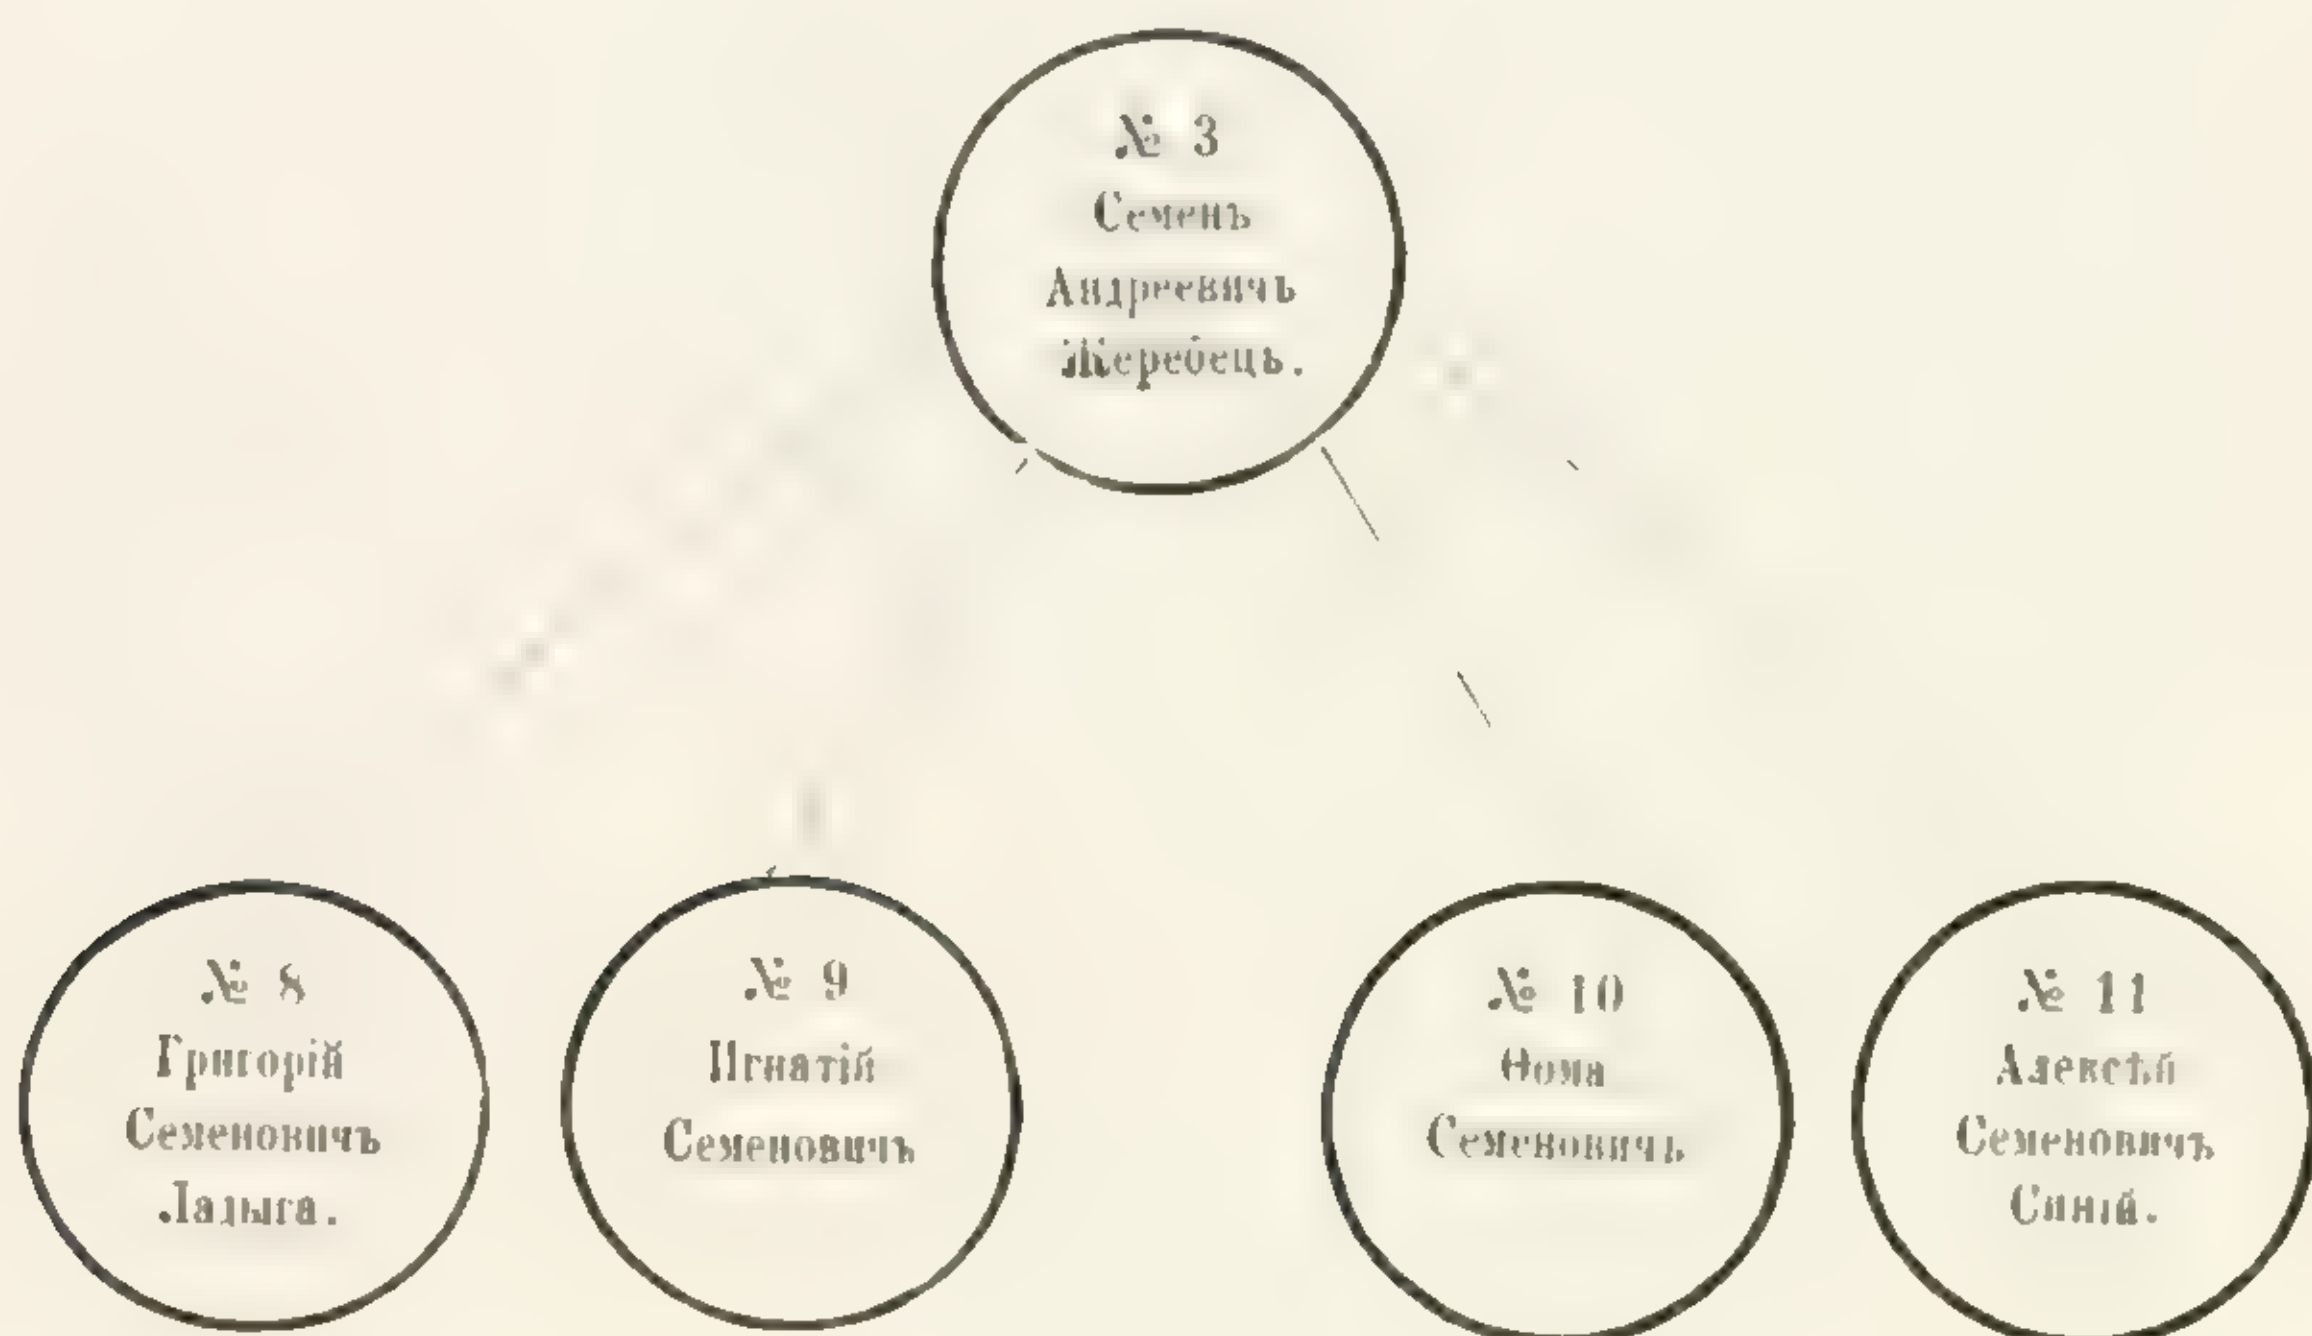 № 3
Семенъ
Андреевичъ
Жеребецъ.
№ 8
Григорій
Семеновичъ
Ладыга.
№ 9
Игнатій
Семеновичъ
№ 10
Ѳома
Семеновичъ
№ 11
Алексѣй
Семеновичъ
Синій.